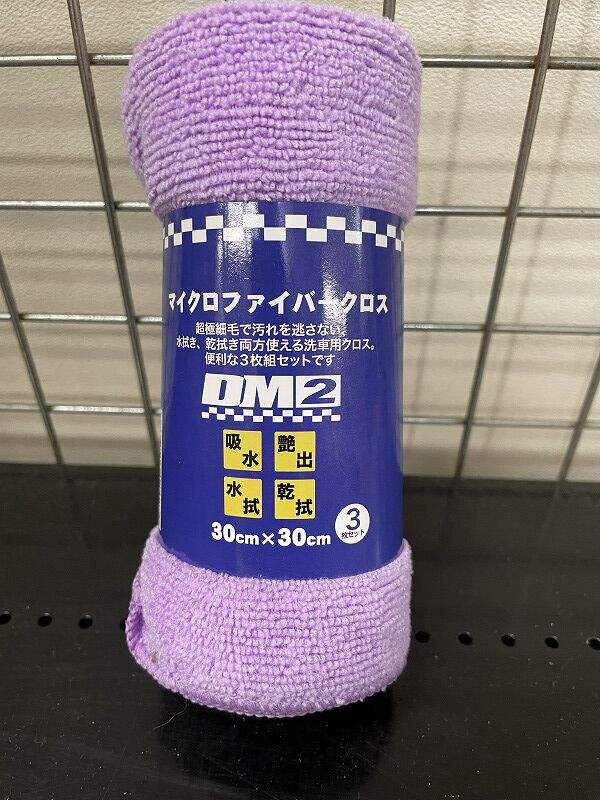 マイクロファイバークロス
超極細毛で汚れを逃さない、
水拭き、乾拭き両方使える洗車用クロス。
便利な3枚組セットです
DM2
吸水
艶出
水拭
乾拭
30cm×30cm
3
枚セット